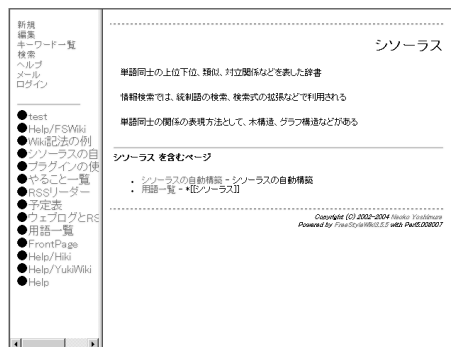 新規
編集
キーワード一覧
検索
ヘルプ
メール
ログイン
test
Help/FSWiki
Wiki記法の例
シソーラスの自
プラグインの使
やること一覧
RSSリーダー
予定表
ウェブログとRS
用語一覧
FrontPage
Help/Hiki
Help/YukiWiki
Help
シソーラス
単語同士の上位下位、類似、対立関係などを表した辞書
情報検索では、統制語の検索、検索式の拡張などで利用される
単語同士の関係の表現方法として、木構造、グラフ構造などがある
シソーラス を含むページ
シソーラスの自動構築 - シソーラスの自動構築
用語一覧 - *[[シソーラス]]
Copyright (C) 2002-2004 Naoko Yoshimura
Powered by FreeStyleWiki3.5.5 with Perl5.008007